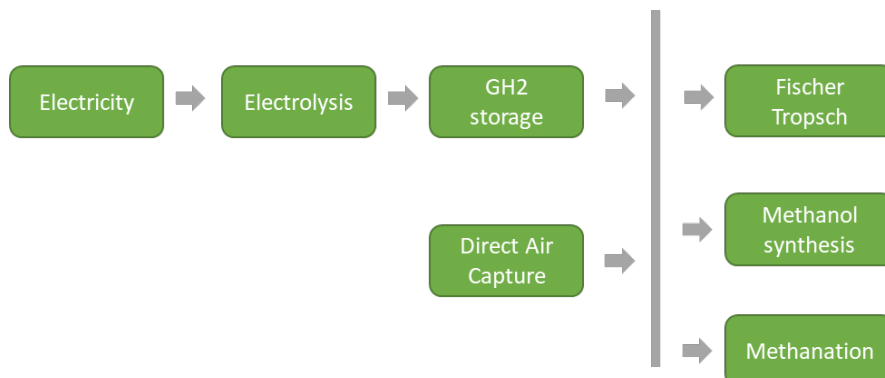 Electricity
Electrolysis
GH2
storage
Fischer
Tropsch
Direct Air
Capture
Methanol
synthesis
Methanation